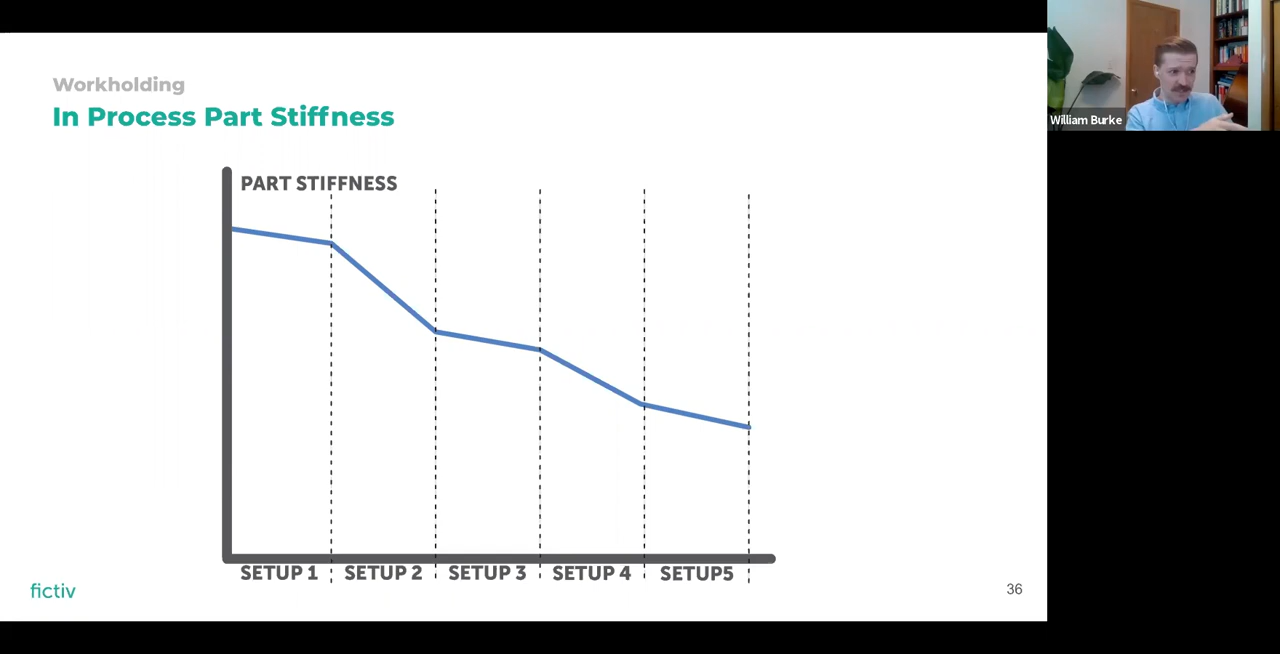 Workholding
In Process Part Stiffness
PART STIFFNESS
SETUP 1 SETUP 2 SETUP 3 SETUP 4 SETUP5
fictiv
36
William Burke